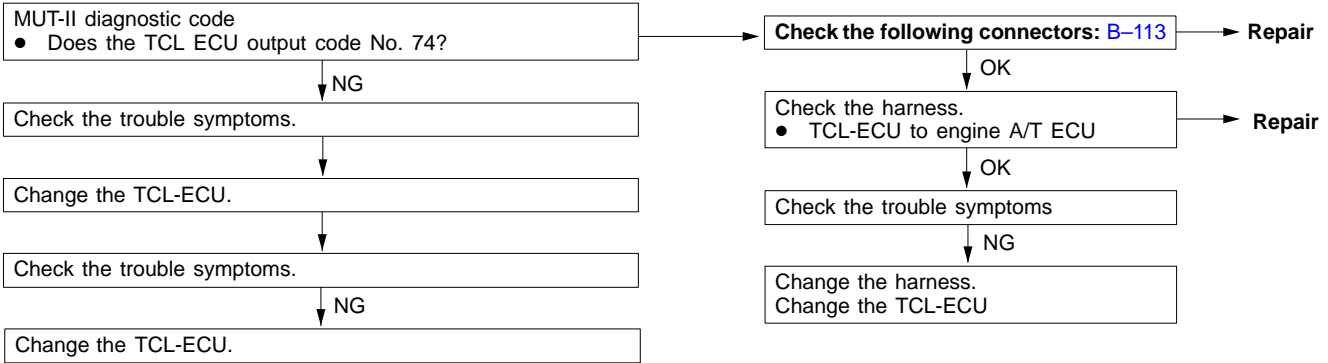 MUT-II diagnostic code
● Does the TCL ECU output code No. 74?
NG
Check the trouble symptoms.
Change the TCL-ECU.
Check the trouble symptoms.
NG
Change the TCL-ECU.
Check the following connectors: B–113
Repair
OK
Check the harness.
● TCL-ECU to engine A/T ECU
Repair
OK
Check the trouble symptoms
NG
Change the harness.
Change the TCL-ECU